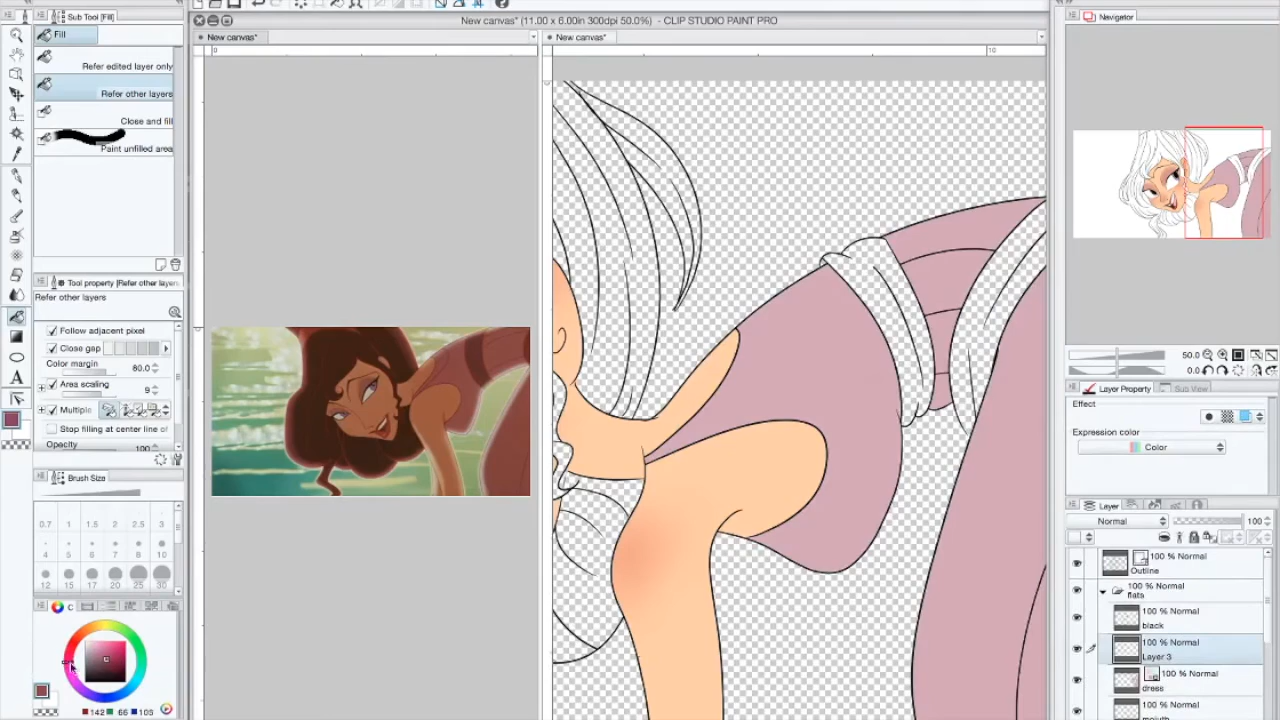 New canvas* (11.00 x 6.00in 300dpi 50.0%) - CLIP STUDIO PAINT PRO
Sub Tool [Fill]
Navigator
Fill
New canvas*
New canvas*
0
10
Refer edited layer only
Refer other layers
Close and fill
Paint unfilled area
Tool property [Refer other layers
Refer other layers
Follow adjacent pixel
Close gap
Color margin
60.0
Area scaling
9
Multiple
Stop filling at center line of
Opacity
100
50.0
0.0
Layer Property
Sub View
Effect
Expression color
Color
Brush Size
0.7 1 1.5 2 2.5 3
4 5 6 7 8 10
12 15 17 20 25 30
Layer
Normal
100
100 % Normal
Outline
100 % Normal
flats
100 % Normal
black
100 % Normal
Layer 3
100 % Normal
dress
100 % Normal
mouth
C
142 66 105
A